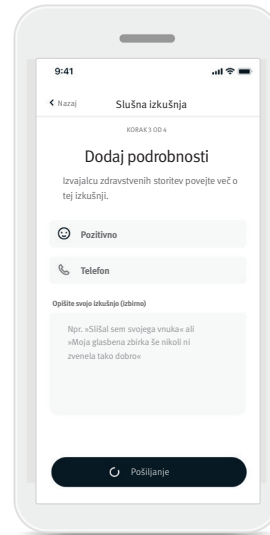 9:41
Nazaj
Slušna izkušnja
KORAK 3 OD 4
Dodaj podrobnosti
Izvajalcu zdravstvenih storitev povejte več o
tej izkušnji.
Pozitivno
Telefon
Opišite svojo izkušnjo (izbirno)
Npr. »Slišal sem svojega vnuka« ali
»Moja glasbena zbirka še nikoli ni
zvenela tako dobro«
Pošiljanje